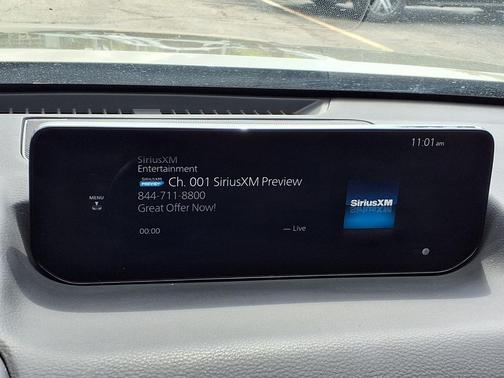 11:01 am
SiriusXM
Entertainment
SIRIUSXM PREVIEW Ch. 001 SiriusXM Preview
MENU
844-711-8800
Great Offer Now!
SiriusXM
00:00
— Live